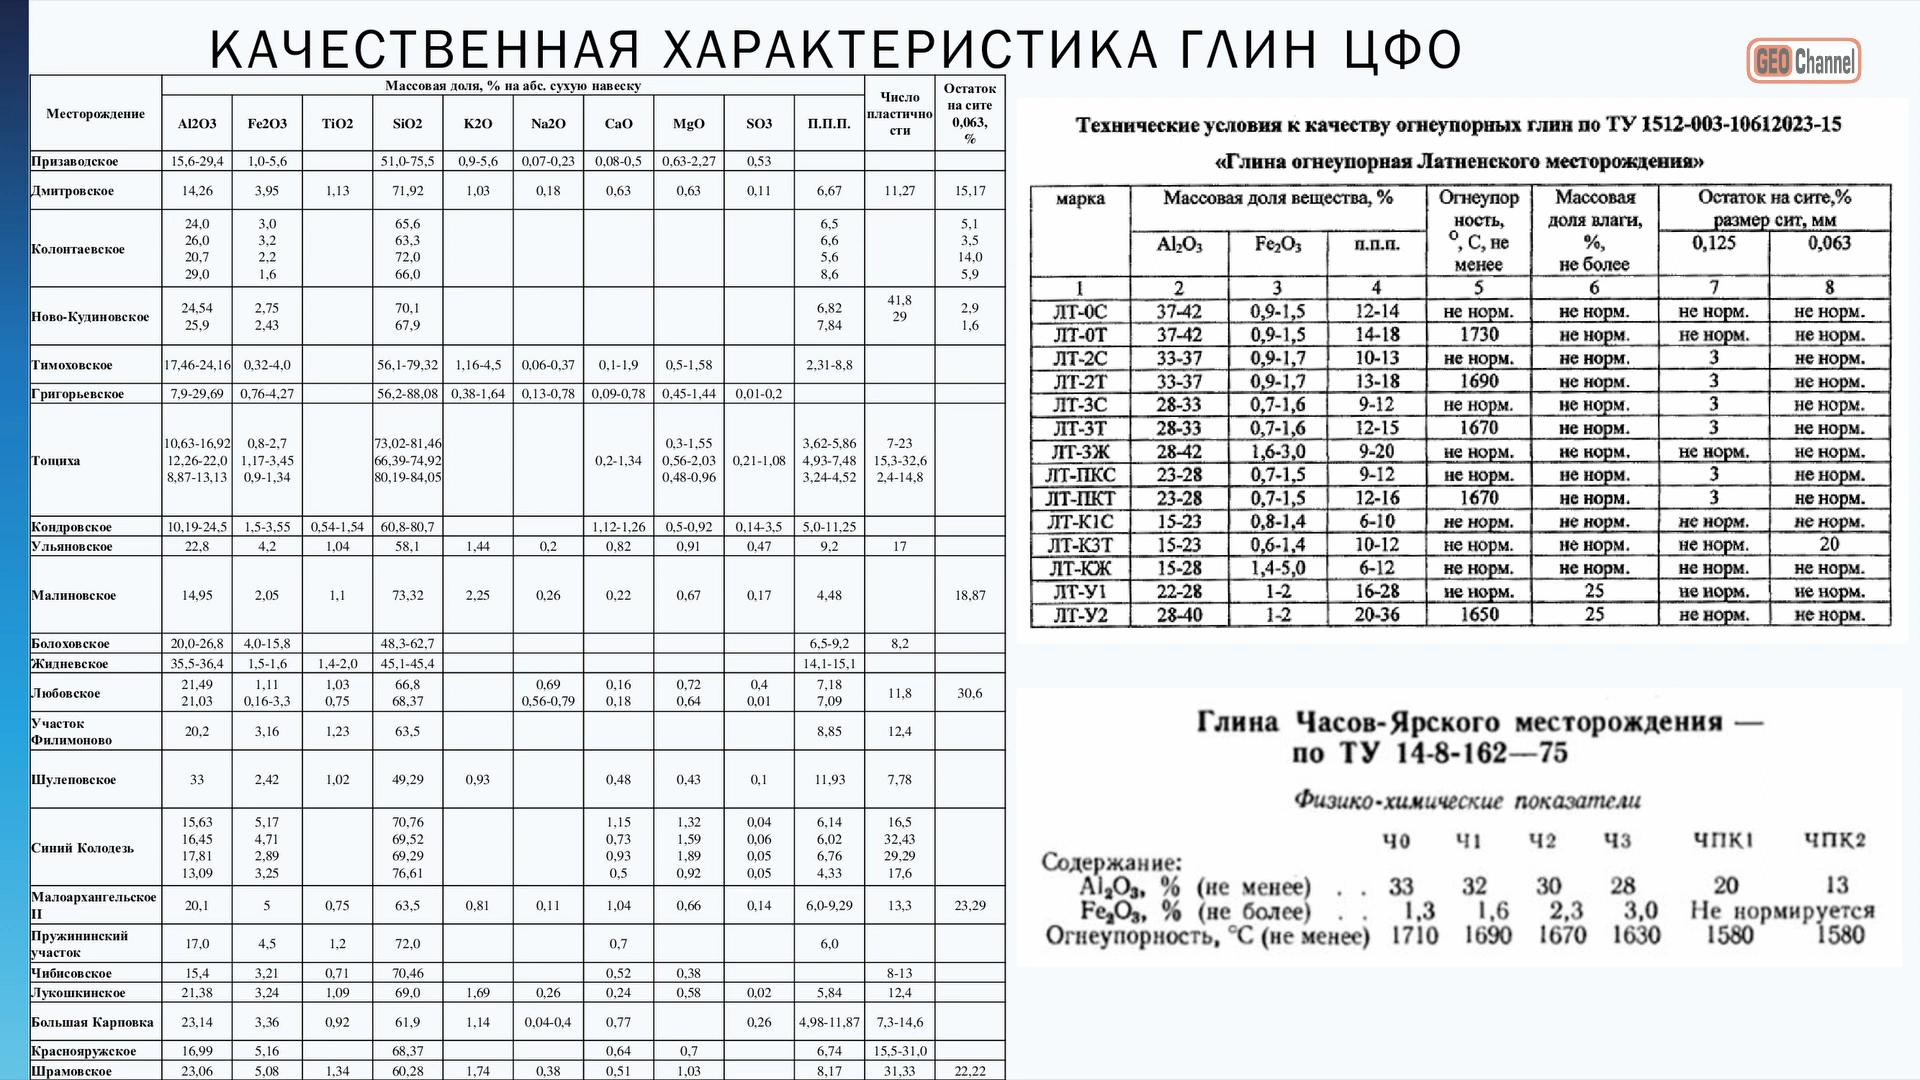 КАЧЕСТВЕННАЯ ХАРАКТЕРИСТИКА ГЛИН ЦФО
GEO Channel
Месторождение
Массовая доля, % на абс. сухую навеску
Число
пластично
сти
Остаток
на сите
0,063,
%
Al2O3 Fe2O3 TiO2 SiO2 K2O Na2O CaO MgO SO3 П.П.П.
Призаводское 15,6-29,4 1,0-5,6 51,0-75,5 0,9-5,6 0,07-0,23 0,08-0,5 0,63-2,27 0,53
Дмитровское 14,26 3,95 1,13 71,92 1,03 0,18 0,63 0,63 0,11 6,67 11,27 15,17
Колонтаевское
24,0 3,0 65,6 6,5 5,1
26,0 3,2 63,3 6,6 3,5
20,7 2,2 72,0 5,6 14,0
29,0 1,6 66,0 8,6 5,9
Ново-Кудиновское
24,54 2,75 70,1 6,82 41,8 2,9
25,9 2,43 67,9 7,84 29 1,6
Тимоховское 17,46-24,16 0,32-4,0 56,1-79,32 1,16-4,5 0,06-0,37 0,1-1,9 0,5-1,58 2,31-8,8
Григорьевское 7,9-29,69 0,76-4,27 56,2-88,08 0,38-1,64 0,13-0,78 0,09-0,78 0,45-1,44 0,01-0,2
Тощиха
10,63-16,92 0,8-2,7 73,02-81,46 0,3-1,55 3,62-5,86 7-23
12,26-22,0 1,17-3,45 66,39-74,92 0,2-1,34 0,56-2,03 0,21-1,08 4,93-7,48 15,3-32,6
8,87-13,13 0,9-1,34 80,19-84,05 0,48-0,96 3,24-4,52 2,4-14,8
Кондровское 10,19-24,5 1,5-3,55 0,54-1,54 60,8-80,7 1,12-1,26 0,5-0,92 0,14-3,5 5,0-11,25
Ульяновское 22,8 4,2 1,04 58,1 1,44 0,2 0,82 0,91 0,47 9,2 17
Малиновское 14,95 2,05 1,1 73,32 2,25 0,26 0,22 0,67 0,17 4,48 18,87
Болоховское 20,0-26,8 4,0-15,8 48,3-62,7 6,5-9,2 8,2
Жидневское 35,5-36,4 1,5-1,6 1,4-2,0 45,1-45,4 14,1-15,1
Любовское
21,49 1,11 1,03 66,8 0,69 0,16 0,72 0,4 7,18 11,8 30,6
21,03 0,16-3,3 0,75 68,37 0,56-0,79 0,18 0,64 0,01 7,09
Участок
Филимоново
20,2 3,16 1,23 63,5 8,85 12,4
Шулеповское 33 2,42 1,02 49,29 0,93 0,48 0,43 0,1 11,93 7,78
Синий Колодезь
15,63 5,17 70,76 1,15 1,32 0,04 6,14 16,5
16,45 4,71 69,52 0,73 1,59 0,06 6,02 32,43
17,81 2,89 69,29 0,93 1,89 0,05 6,76 29,29
13,09 3,25 76,61 0,5 0,92 0,05 4,33 17,6
Малоархангельское
II
20,1 5 0,75 63,5 0,81 0,11 1,04 0,66 0,14 6,0-9,29 13,3 23,29
Пружининский
участок
17,0 4,5 1,2 72,0 0,7 6,0
Чибисовское 15,4 3,21 0,71 70,46 0,52 0,38 8-13
Лукошкинское 21,38 3,24 1,09 69,0 1,69 0,26 0,24 0,58 0,02 5,84 12,4
Большая Карповка 23,14 3,36 0,92 61,9 1,14 0,04-0,4 0,77 0,26 4,98-11,87 7,3-14,6
Краснояружское 16,99 5,16 68,37 0,64 0,7 6,74 15,5-31,0
Шрамовское 23,06 5,08 1,34 60,28 1,74 0,38 0,51 1,03 8,17 31,33 22,22
Технические условия к качеству огнеупорных глин по ТУ 1512-003-10612023-15
«Глина огнеупорная Латненского месторождения»
марка Массовая доля вещества, % Огнеупор Массовая Остаток на сите,%
ность, доля влаги, размер сит, мм
Al₂O₃ Fe₂O₃ п.п.п. °, С, не %, 0,125 0,063
менее не более
1 2 3 4 5 6 7 8
ЛТ-0С 37-42 0,9-1,5 12-14 не норм. не норм. не норм. не норм.
ЛТ-0Т 37-42 0,9-1,5 14-18 1730 не норм. не норм. не норм.
ЛТ-2С 33-37 0,9-1,7 10-13 не норм. не норм. 3 не норм.
ЛТ-2Т 33-37 0,9-1,7 13-18 1690 не норм. 3 не норм.
ЛТ-3С 28-33 0,7-1,6 9-12 не норм. не норм. 3 не норм.
ЛТ-3Т 28-33 0,7-1,6 12-15 1670 не норм. 3 не норм.
ЛТ-3Ж 28-42 1,6-3,0 9-20 не норм. не норм. не норм. не норм.
ЛТ-ПКС 23-28 0,7-1,5 9-12 не норм. не норм. 3 не норм.
ЛТ-ПКТ 23-28 0,7-1,5 12-16 1670 не норм. 3 не норм.
ЛТ-К1С 15-23 0,8-1,4 6-10 не норм. не норм. не норм. не норм.
ЛТ-К3Т 15-23 0,6-1,4 10-12 не норм. не норм. не норм. 20
ЛТ-КЖ 15-28 1,4-5,0 6-12 не норм. не норм. не норм. не норм.
ЛТ-У1 22-28 1-2 16-28 не норм. 25 не норм. не норм.
ЛТ-У2 28-40 1-2 20-36 1650 25 не норм. не норм.
Глина Часов-Ярского месторождения —
по ТУ 14-8-162—75
Физико-химические показатели
Ч0 Ч1 Ч2 Ч3 ЧПК1 ЧПК2
Содержание:
Al₂O₃, % (не менее) . . 33 32 30 28 20 13
Fe₂O₃, % (не более) . . 1,3 1,6 2,3 3,0 Не нормируется
Огнеупорность, °С (не менее) 1710 1690 1670 1630 1580 1580